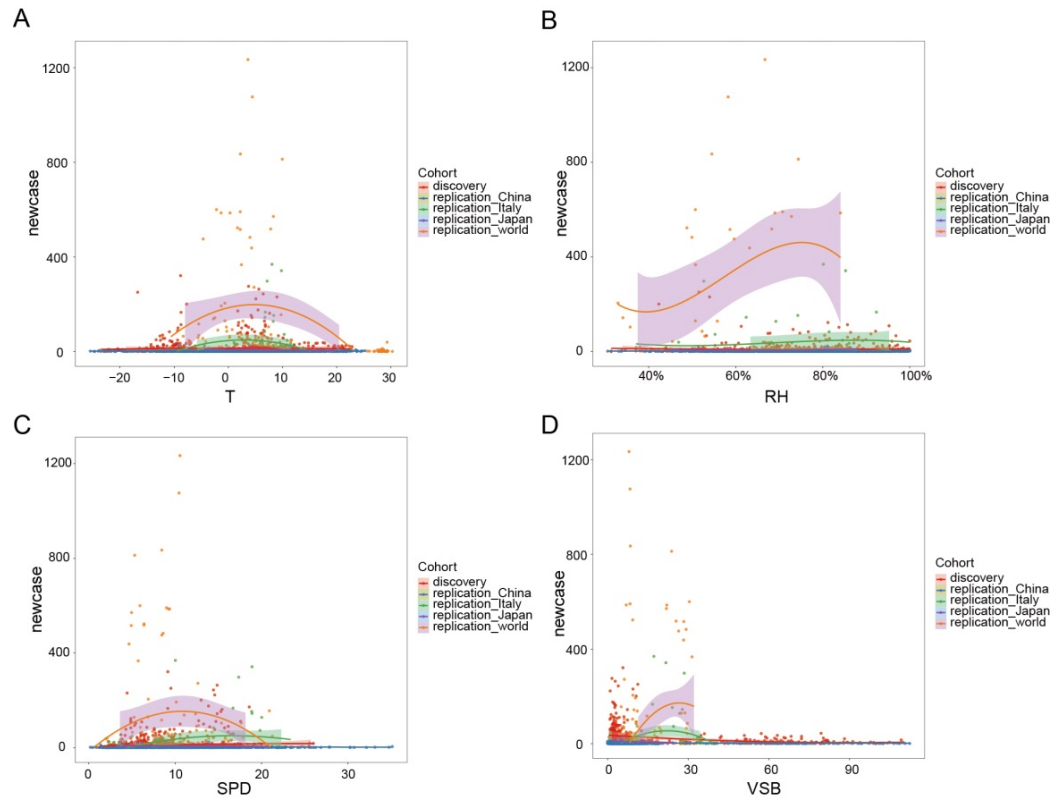 A
newcase
1200
800
400
0
−20
−10
0
10
20
30
T
Cohort
discovery
replication_China
replication_Italy
replication_Japan
replication_world
B
newcase
1200
800
400
0
40%
60%
80%
100%
RH
Cohort
discovery
replication_China
replication_Italy
replication_Japan
replication_world
C
newcase
1200
800
400
0
0
10
20
30
SPD
Cohort
discovery
replication_China
replication_Italy
replication_Japan
replication_world
D
newcase
1200
800
400
0
0
30
60
90
VSB
Cohort
discovery
replication_China
replication_Italy
replication_Japan
replication_world